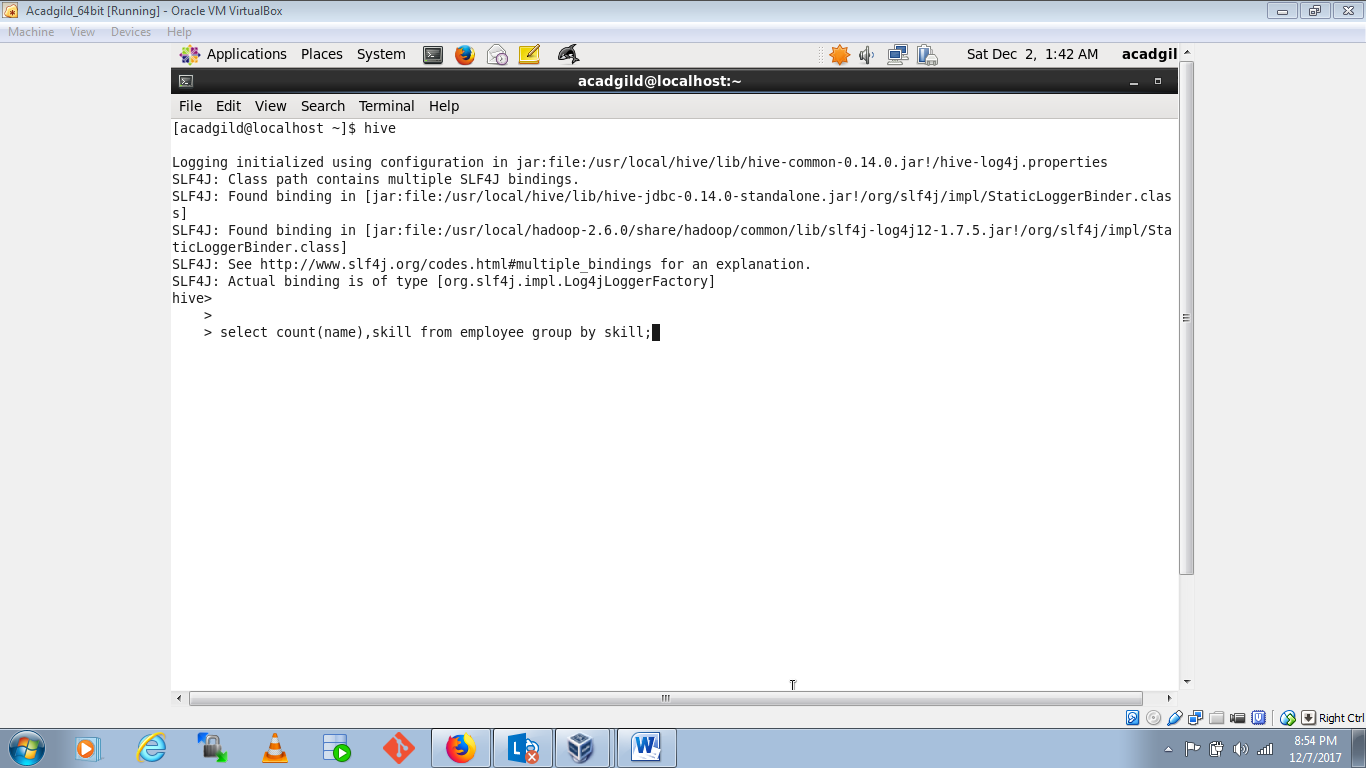 Acadgild_64bit [Running] - Oracle VM VirtualBox
Machine View Devices Help
Applications Places System Sat Dec 2, 1:42 AM acadgil
acadgild@localhost:~
File Edit View Search Terminal Help
[acadgild@localhost ~]$ hive
Logging initialized using configuration in jar:file:/usr/local/hive/lib/hive-common-0.14.0.jar!/hive-log4j.properties
SLF4J: Class path contains multiple SLF4J bindings.
SLF4J: Found binding in [jar:file:/usr/local/hive/lib/hive-jdbc-0.14.0-standalone.jar!/org/slf4j/impl/StaticLoggerBinder.clas
s]
SLF4J: Found binding in [jar:file:/usr/local/hadoop-2.6.0/share/hadoop/common/lib/slf4j-log4j12-1.7.5.jar!/org/slf4j/impl/Sta
ticLoggerBinder.class]
SLF4J: See http://www.slf4j.org/codes.html#multiple_bindings for an explanation.
SLF4J: Actual binding is of type [org.slf4j.impl.Log4jLoggerFactory]
hive>
>
> select count(name),skill from employee group by skill;
Right Ctrl
8:54 PM
12/7/2017